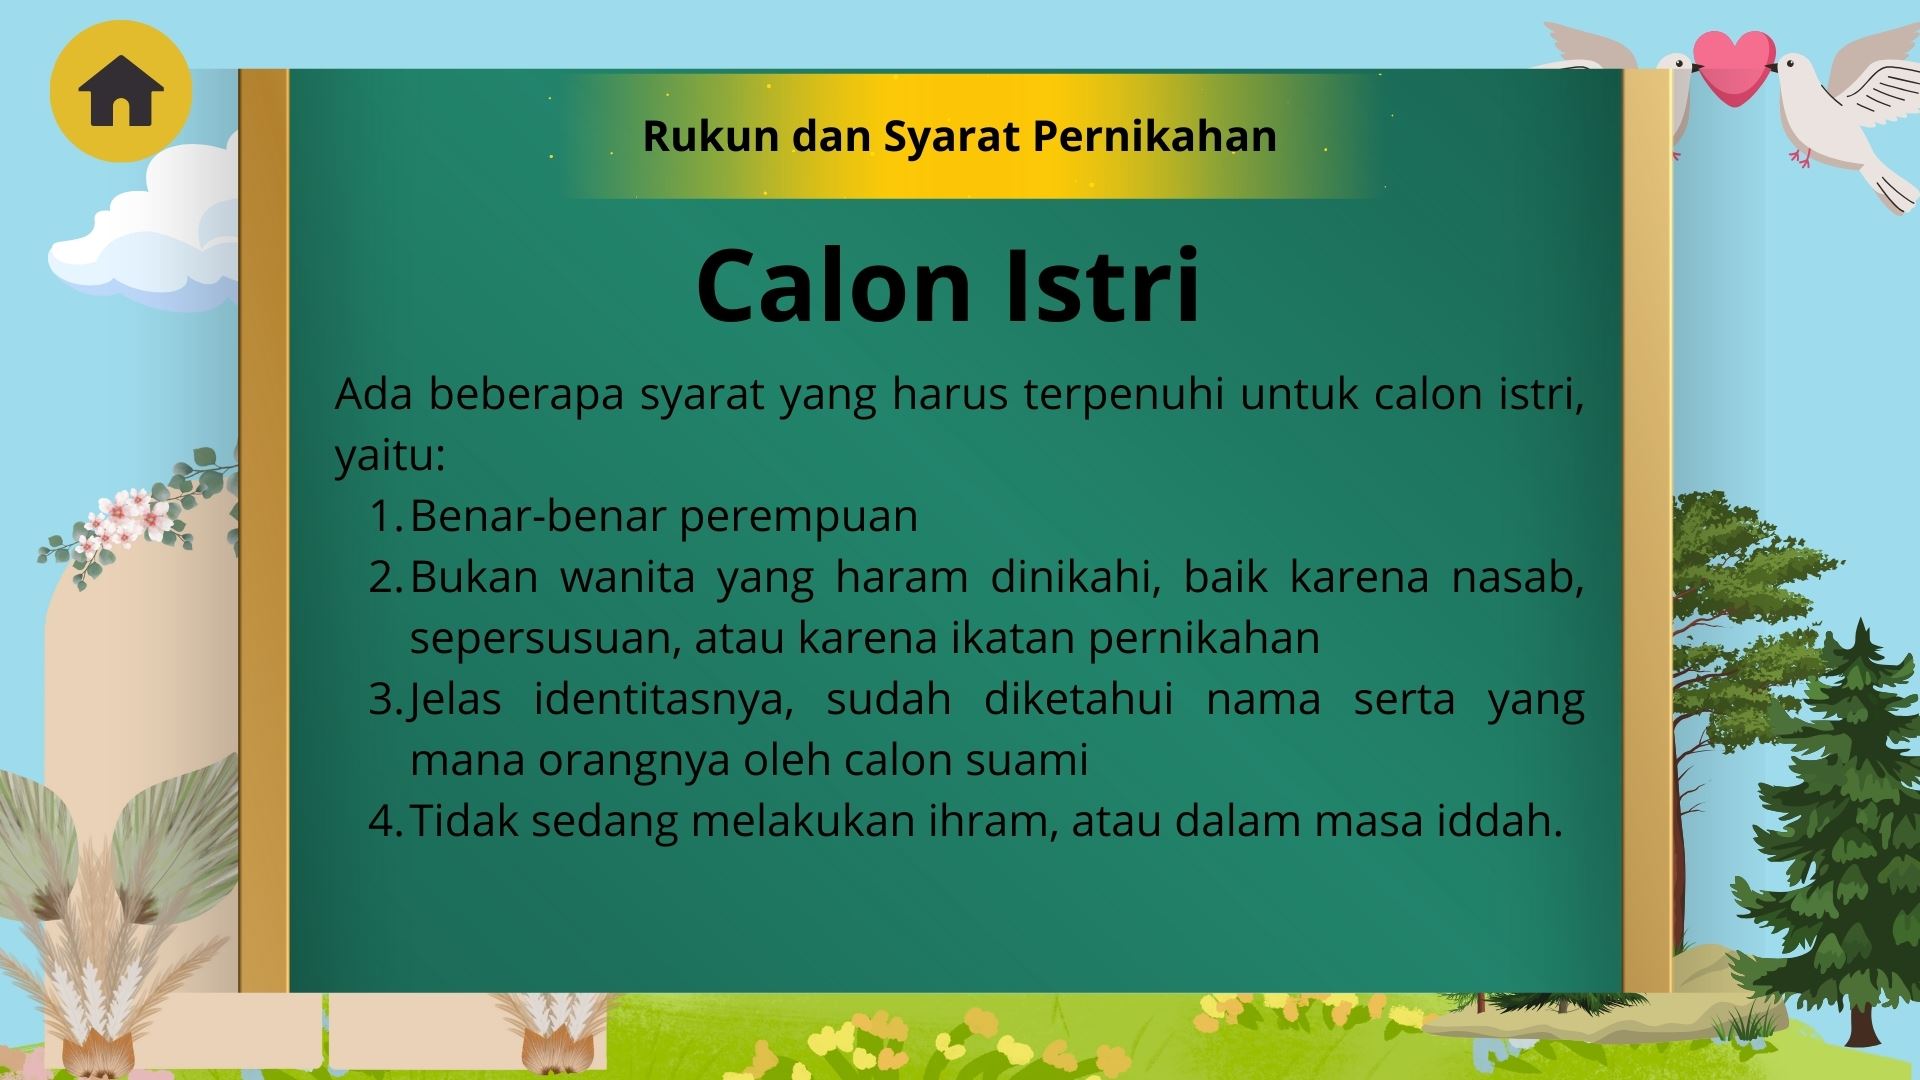 Rukun dan Syarat Pernikahan
Calon Istri
Ada beberapa syarat yang harus terpenuhi untuk calon istri,
yaitu:
1. Benar-benar perempuan
2. Bukan wanita yang haram dinikahi, baik karena nasab,
sepersusuan, atau karena ikatan pernikahan
3. Jelas identitasnya, sudah diketahui nama serta yang
mana orangnya oleh calon suami
4. Tidak sedang melakukan ihram, atau dalam masa iddah.